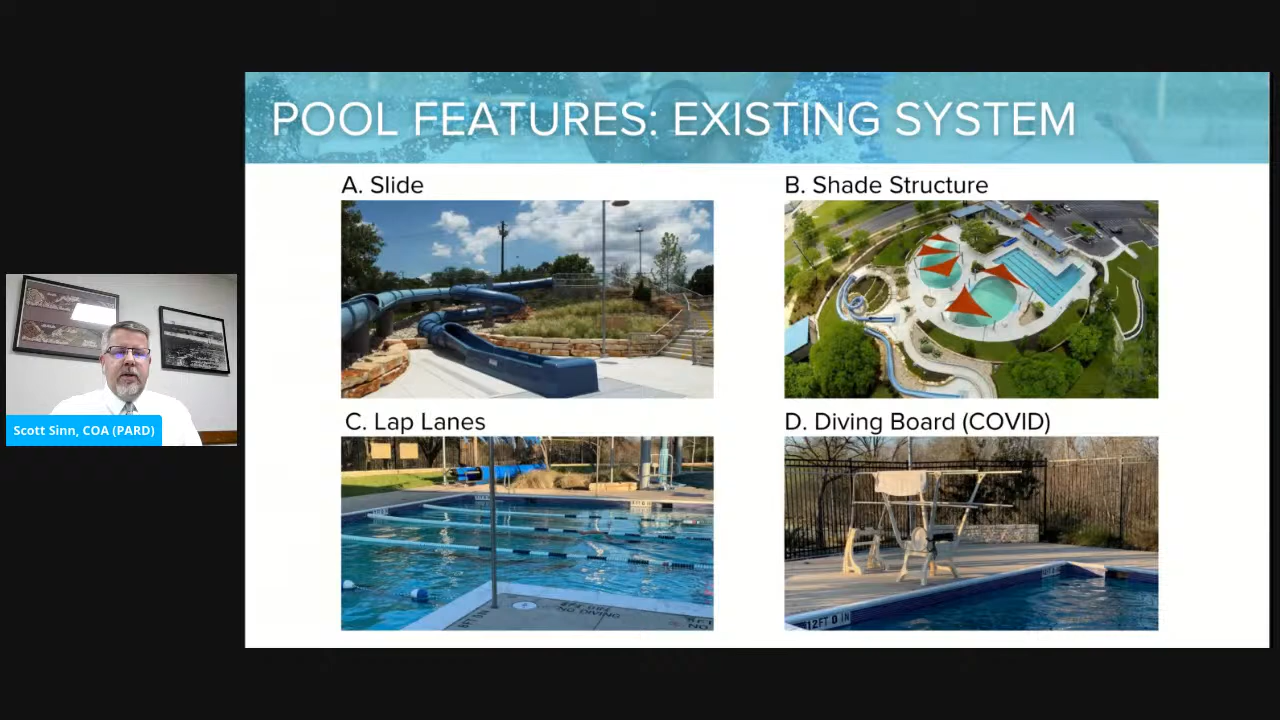 POOL FEATURES: EXISTING SYSTEM
A. Slide
B. Shade Structure
C. Lap Lanes
D. Diving Board (COVID)
Scott Sinn, COA (PARD)
NO DIVING
NO
12FT 0 IN